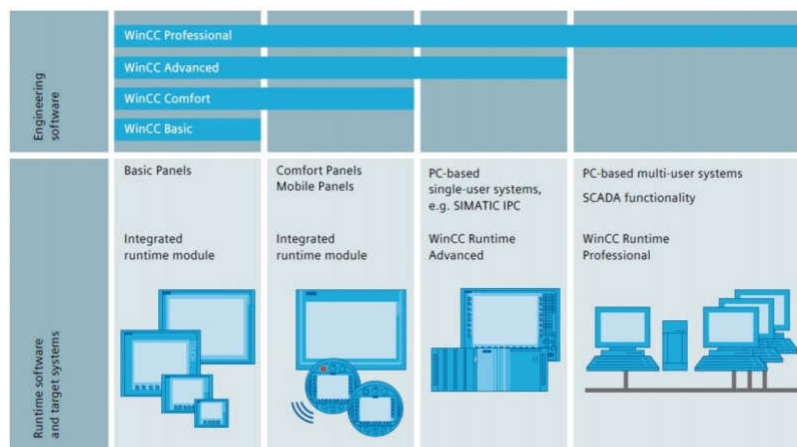 Engineering
software
WinCC Professional
WinCC Advanced
WinCC Comfort
WinCC Basic
Runtime software
and target systems
Basic Panels
Integrated
runtime module
Comfort Panels
Mobile Panels
Integrated
runtime module
PC-based
single-user systems,
e.g. SIMATIC IPC
WinCC Runtime
Advanced
PC-based multi-user systems
SCADA functionality
WinCC Runtime
Professional